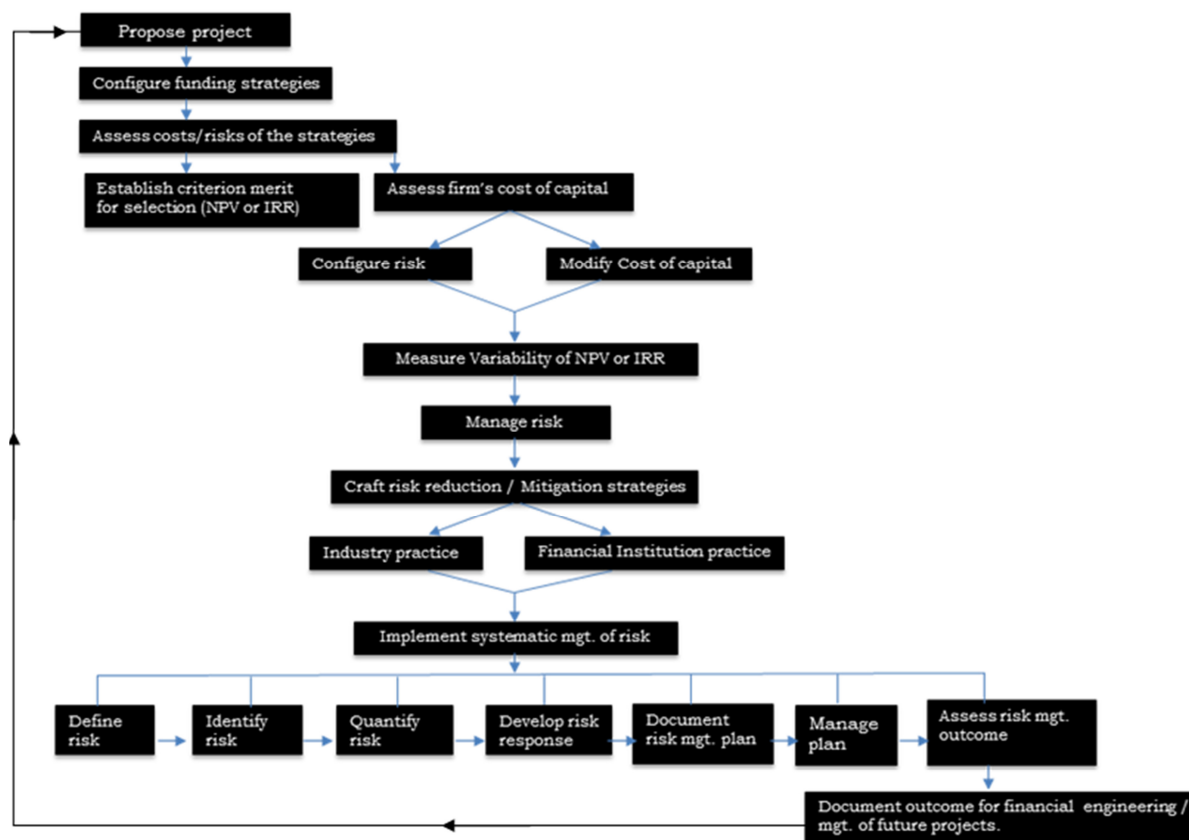 Propose project
Configure funding strategies
Assess costs/risks of the strategies
Establish criterion merit
for selection (NPV or IRR)
Assess firm's cost of capital
Configure risk
Modify Cost of capital
Measure Variability of NPV or IRR
Manage risk
Craft risk reduction / Mitigation strategies
Industry practice
Financial Institution practice
Implement systematic mgt. of risk
Define
risk
Identify
risk
Quantify
risk
Develop risk
response
Document
risk mgt. plan
Manage
plan
Assess risk mgt.
outcome
Document outcome for financial engineering /
mgt. of future projects.